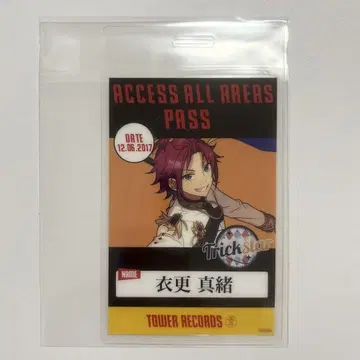 ACCESS ALL AREAS
PASS
DATE
12.06.2017
TrickStar
NAME
衣更 真緒
TOWER RECORDS